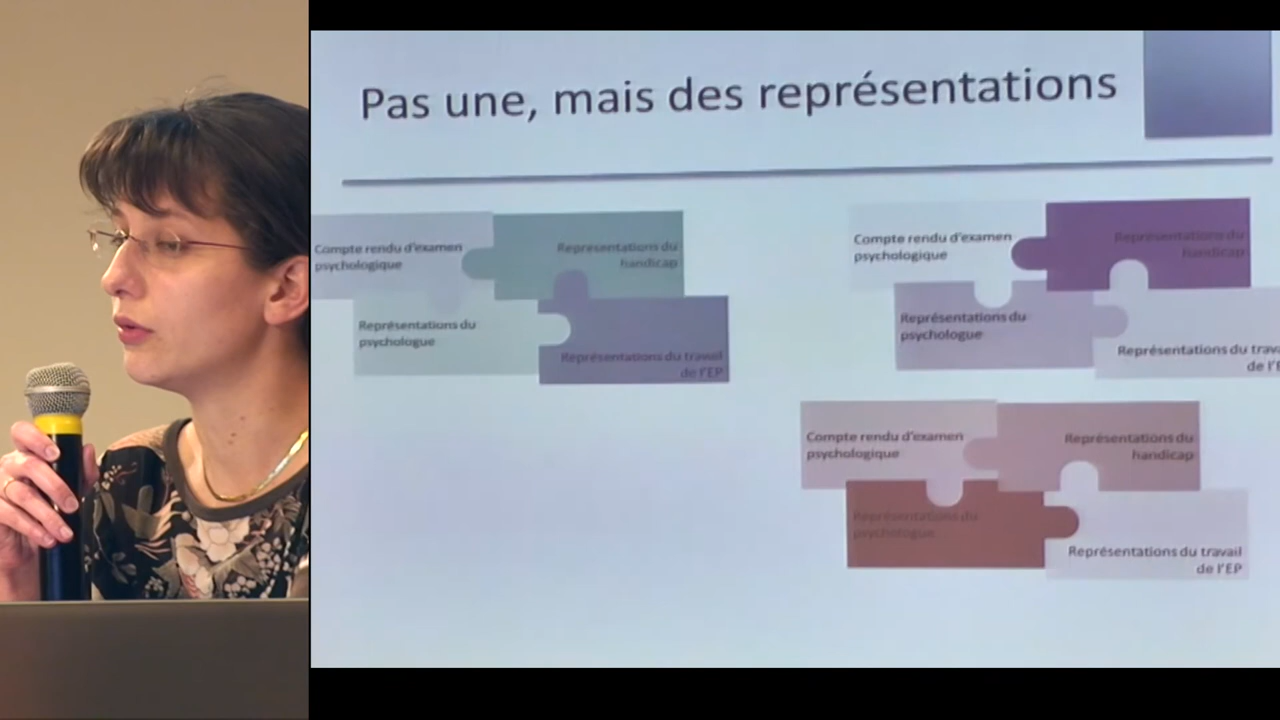 Pas une, mais des représentations
Compte rendu d'examen
psychologique
Représentations du
handicap
Représentations du
psychologue
Représentations du travail
de l'EP
Compte rendu d'examen
psychologique
Représentations du
handicap
Représentations du
psychologue
Représentations du trava
de l'E
Compte rendu d'examen
psychologique
Représentations du
handicap
Représentations du
psychologue
Représentations du travail
de l'EP